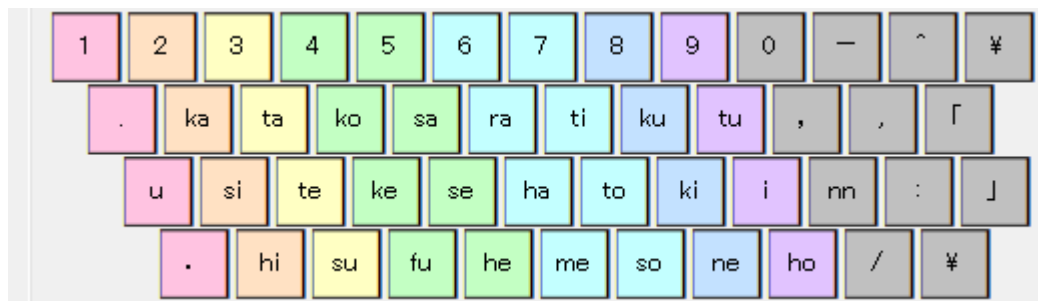 1 2 3 4 5 6 7 8 9 0 ー ^ ¥
. ka ta ko sa ra ti ku tu , , 「
u si te ke se ha to ki i nn : 」
・ hi su fu he me so ne ho / ¥